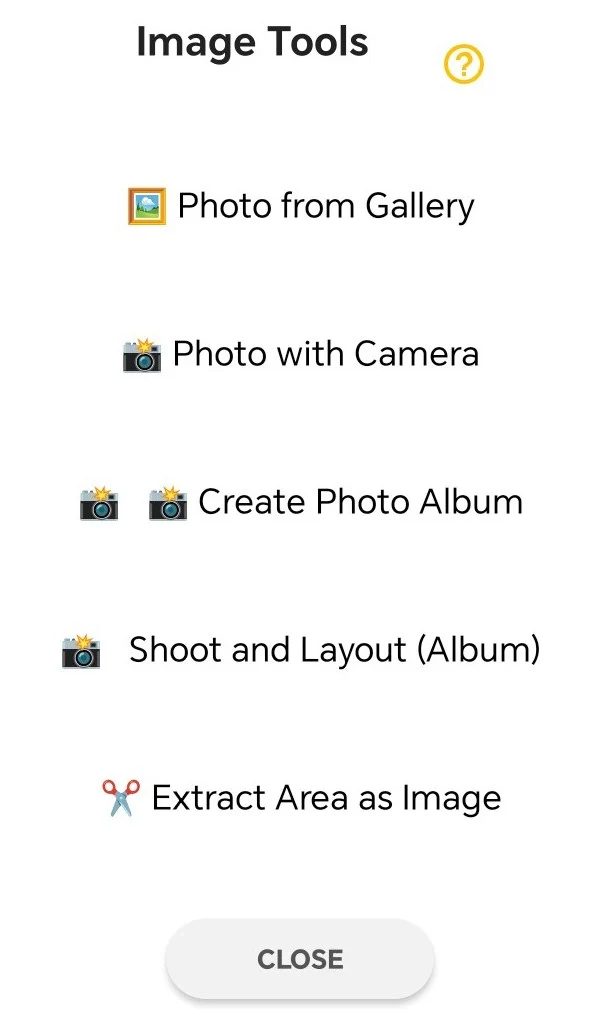 Image Tools
?
🖼️ Photo from Gallery
📸 Photo with Camera
📸 📸 Create Photo Album
📸 Shoot and Layout (Album)
✂️ Extract Area as Image
CLOSE